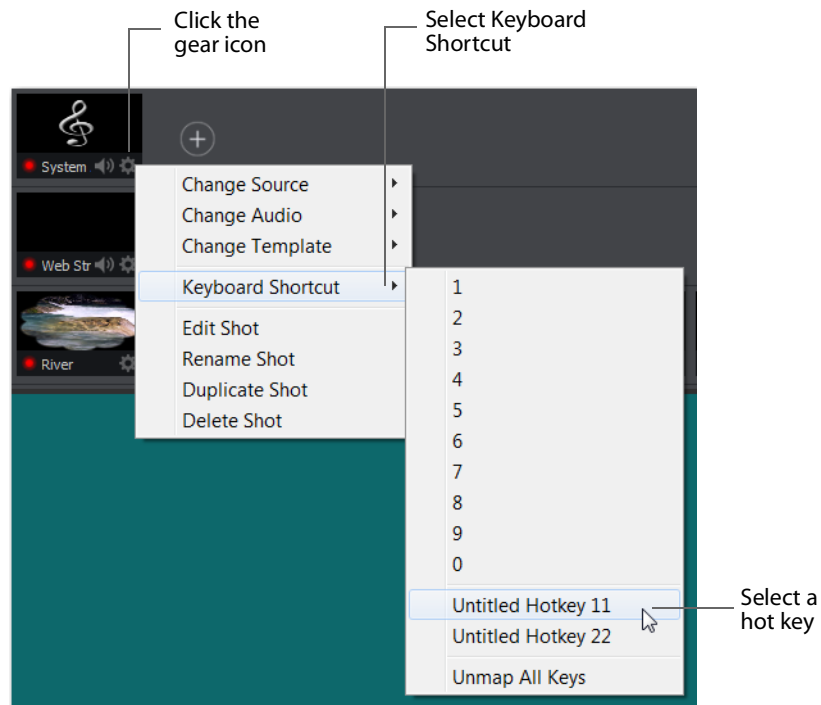 Click the
gear icon
Select Keyboard
Shortcut
System
Change Source
Change Audio
Change Template
Web Str
Keyboard Shortcut
1
2
Edit Shot
Rename Shot
3
River
Duplicate Shot
4
Delete Shot
5
6
7
8
9
0
Untitled Hotkey 11
Select a
hot key
Untitled Hotkey 22
Unmap All Keys